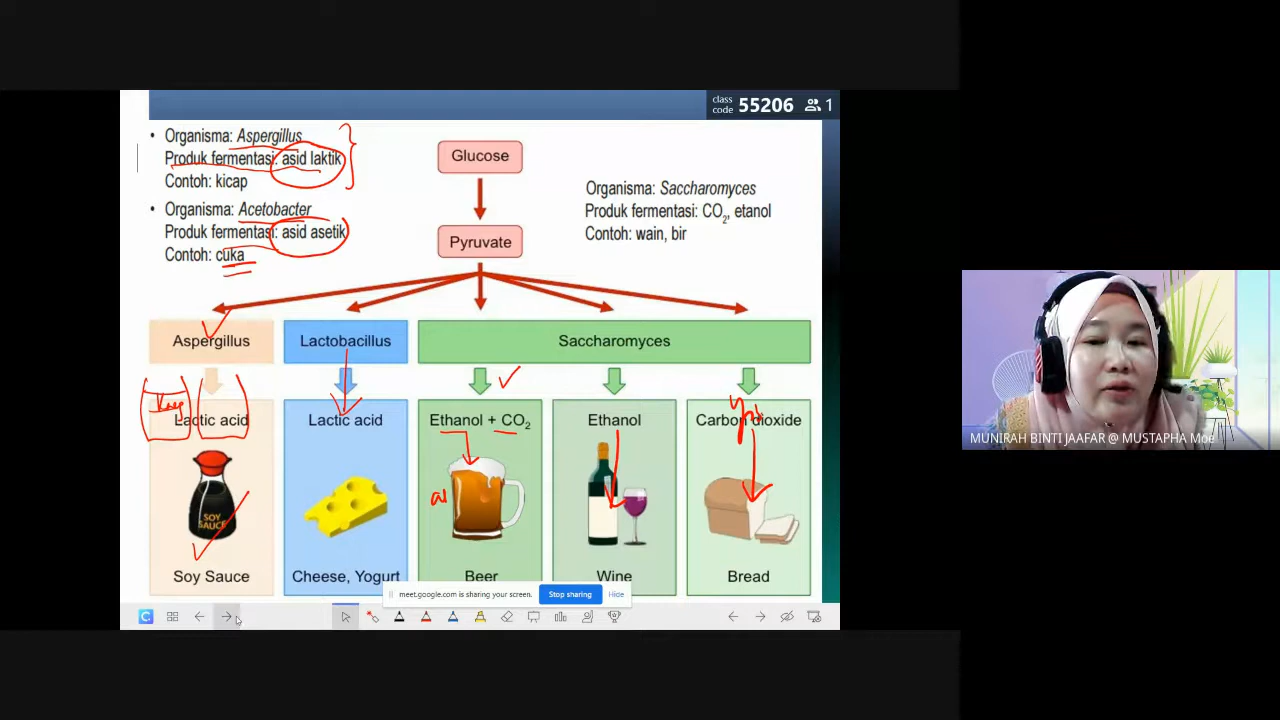 class code 55206 1
• Organisma: Aspergillus
Produk fermentasi: asid laktik
Contoh: kicap
• Organisma: Acetobacter
Produk fermentasi: asid asetik
Contoh: cuka
Glucose
Pyruvate
Organisma: Saccharomyces
Produk fermentasi: CO₂, etanol
Contoh: wain, bir
Aspergillus
Lactobacillus
Saccharomyces
Lactic acid
Lactic acid
Ethanol + CO₂
Ethanol
Carbon dioxide
SOY SAUCE
Soy Sauce
Cheese, Yogurt
Beer
Wine
Bread
meet.google.com is sharing your screen. Stop sharing Hide
C
MUNIRAH BINTI JAAFAR @ MUSTAPHA Moe